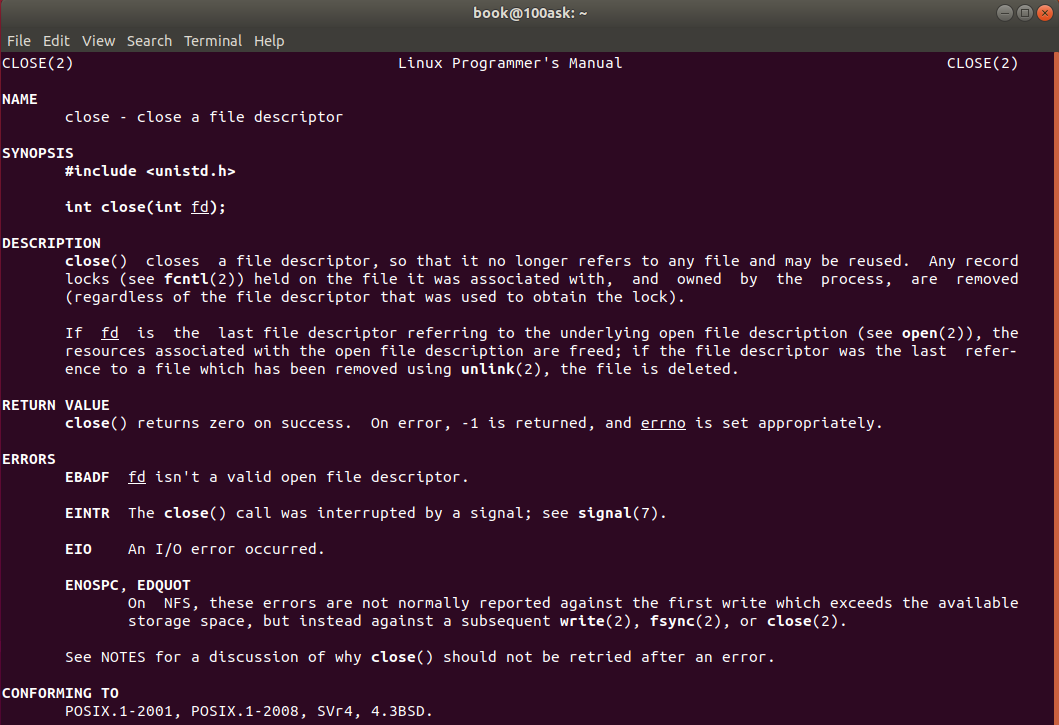 book@100ask: ~
File Edit View Search Terminal Help
CLOSE(2) Linux Programmer's Manual CLOSE(2)
NAME
close - close a file descriptor
SYNOPSIS
#include <unistd.h>
int close(int fd);
DESCRIPTION
close() closes a file descriptor, so that it no longer refers to any file and may be reused. Any record
locks (see fcntl(2)) held on the file it was associated with, and owned by the process, are removed
(regardless of the file descriptor that was used to obtain the lock).
If fd is the last file descriptor referring to the underlying open file description (see open(2)), the
resources associated with the open file description are freed; if the file descriptor was the last refer-
ence to a file which has been removed using unlink(2), the file is deleted.
RETURN VALUE
close() returns zero on success. On error, -1 is returned, and errno is set appropriately.
ERRORS
EBADF fd isn't a valid open file descriptor.
EINTR The close() call was interrupted by a signal; see signal(7).
EIO An I/O error occurred.
ENOSPC, EDQUOT
On NFS, these errors are not normally reported against the first write which exceeds the available
storage space, but instead against a subsequent write(2), fsync(2), or close(2).
See NOTES for a discussion of why close() should not be retried after an error.
CONFORMING TO
POSIX.1-2001, POSIX.1-2008, SVr4, 4.3BSD.